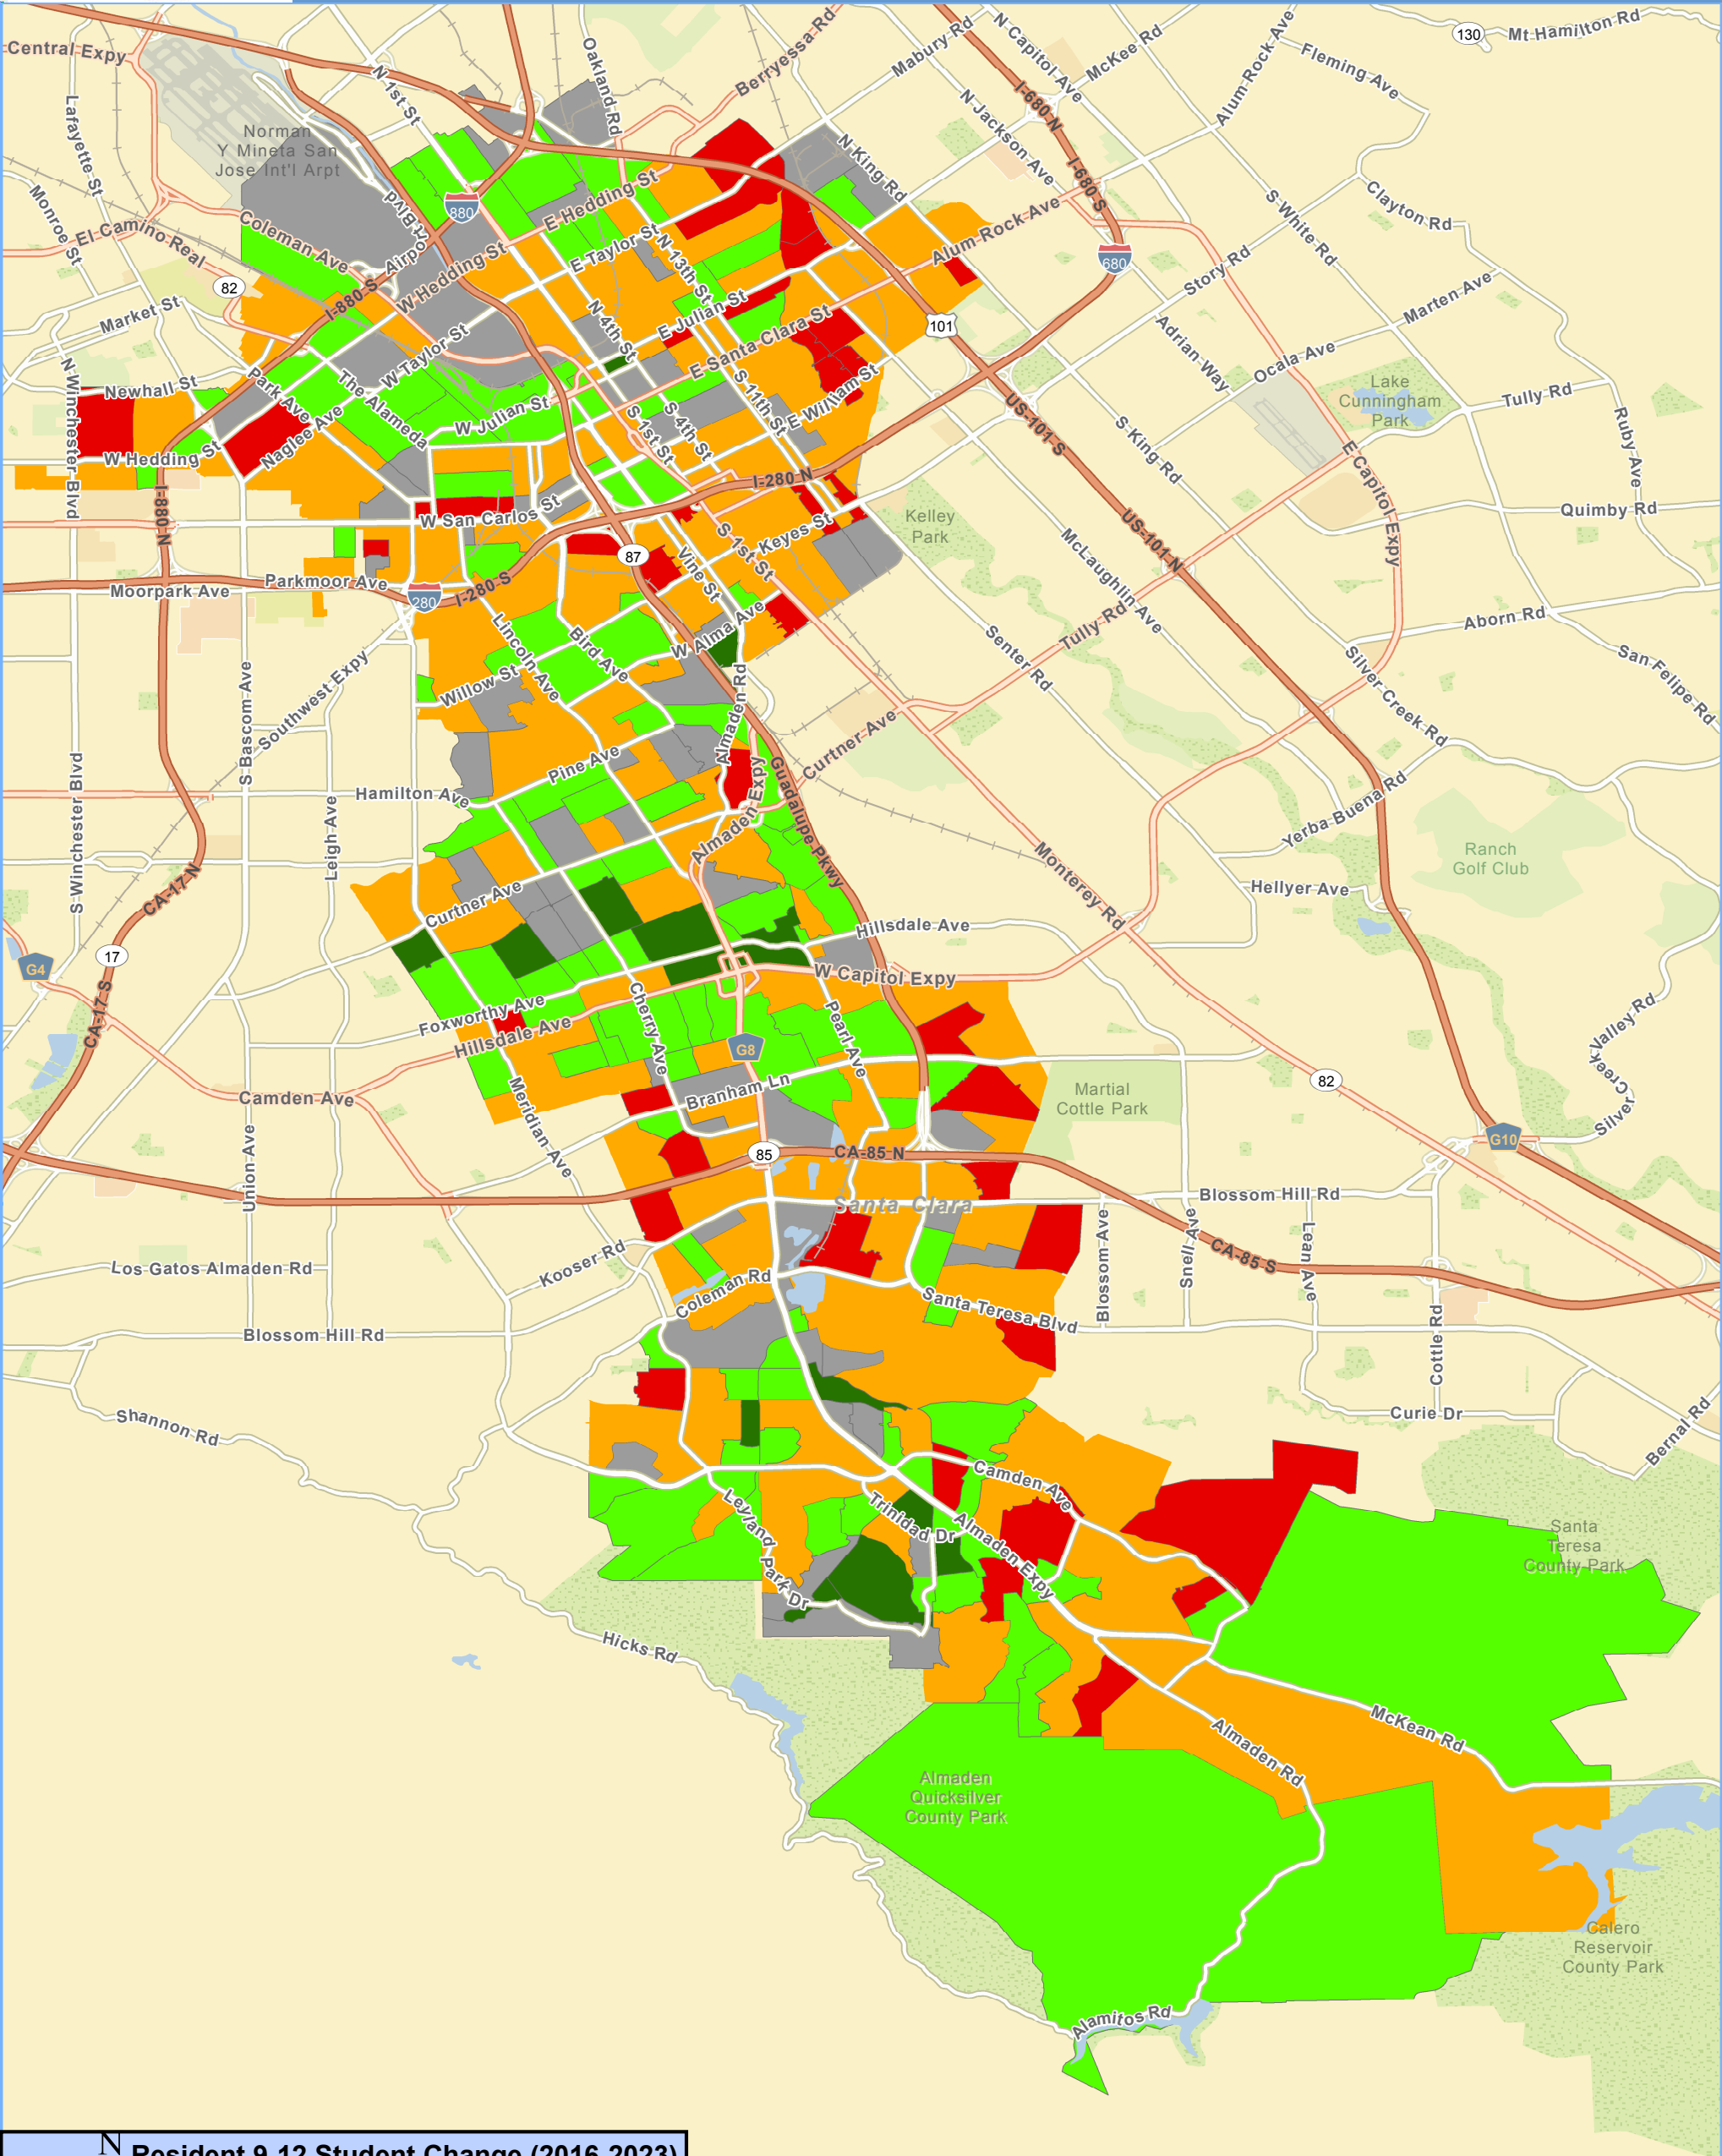 Central Expy
N 1st St
Oakland Rd
Berryessa Rd
Mabury Rd
N Capitol Ave
McKee Rd
Alum Rock Ave
130
Mt Hamilton Rd
Fleming Ave
Lafayette St
Norman
Y Mineta San
Jose Int'l Arpt
I-680 N
N Jackson Ave
N King Rd
I-680 S
Monroe St
Airport Blvd
880
E Hedding St
Clayton Rd
S White Rd
El Camino Real
Coleman Ave
W Hedding St
E Taylor St
N 13th St
Alum Rock Ave
680
Story Rd
82
I-880 S
Market St
N 4th St
E Julian St
E Santa Clara St
101
Marten Ave
Adrian Way
Ocala Ave
W Taylor St
N Winchester Blvd
Newhall St
Park Ave
The Alameda
Naglee Ave
W Julian St
S 11th St
E William St
S 1st St
S 4th St
US-101 S
S King Rd
Lake
Cunningham
Park
Tully Rd
Ruby Ave
W Hedding St
I-880 N
E Capitol Expy
I-280 N
W San Carlos St
Kelley
Park
Quimby Rd
US-101 N
McLaughlin Ave
87
S 1st St
Keyes St
Vine St
Parkmoor Ave
Moorpark Ave
280
I-280 S
Lincoln Ave
Bird Ave
W Alma Ave
Senter Rd
Tully Rd
Aborn Rd
San Felipe Rd
Silver Creek Rd
Willow St
Southwest Expy
S Bascom Ave
Almaden Rd
Curtner Ave
Pine Ave
Hamilton Ave
Almaden Expy
Guadalupe Pkwy
S Winchester Blvd
Leigh Ave
Yerba Buena Rd
Ranch
Golf Club
Monterey Rd
CA-17 N
Curtner Ave
Hellyer Ave
Hillsdale Ave
17
G4
W Capitol Expy
CA-17 S
Foxworthy Ave
Hillsdale Ave
Cherry Ave
Pearl Ave
G8
Silver Creek Valley Rd
82
Camden Ave
Meridian Ave
Branham Ln
Martial
Cottle Park
G10
Union Ave
85
CA-85 N
Santa Clara
Blossom Hill Rd
Blossom Ave
Snell Ave
CA-85 S
Lean Ave
Kooser Rd
Los Gatos Almaden Rd
Coleman Rd
Santa Teresa Blvd
Blossom Hill Rd
Cottle Rd
Shannon Rd
Curie Dr
Bernal Rd
Camden Ave
Leyland Park Dr
Trinidad Dr
Almaden Expy
Santa
Teresa
County Park
Hicks Rd
McKean Rd
Almaden Rd
Almaden
Quicksilver
County Park
Calero
Reservoir
County Park
Alamitos Rd
N
Resident 9-12 Student Change (2016-2023)